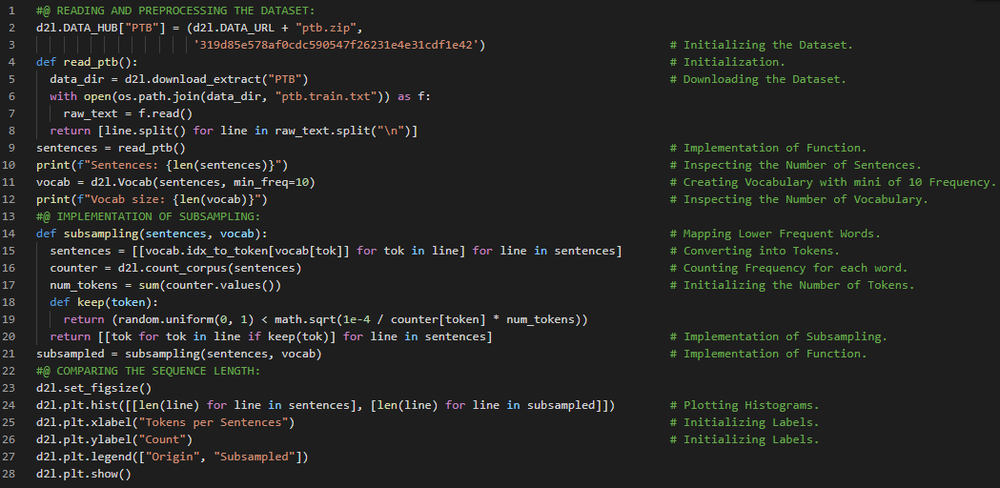 1 #@ READING AND PREPROCESSING THE DATASET:
2 d2l.DATA_HUB["PTB"] = (d2l.DATA_URL + "ptb.zip",
3                        '319d85e578af0cdc590547f26231e4e31cdf1e42') # Initializing the Dataset.
4 def read_ptb(): # Initialization.
5   data_dir = d2l.download_extract("PTB") # Downloading the Dataset.
6   with open(os.path.join(data_dir, "ptb.train.txt")) as f:
7     raw_text = f.read()
8   return [line.split() for line in raw_text.split("\n")]
9 sentences = read_ptb() # Implementation of Function.
10 print(f"Sentences: {len(sentences)}") # Inspecting the Number of Sentences.
11 vocab = d2l.Vocab(sentences, min_freq=10) # Creating Vocabulary with mini of 10 Frequency.
12 print(f"Vocab size: {len(vocab)}") # Inspecting the Number of Vocabulary.
13 #@ IMPLEMENTATION OF SUBSAMPLING:
14 def subsampling(sentences, vocab): # Mapping Lower Frequent Words.
15   sentences = [[vocab.idx_to_token[vocab[tok]] for tok in line] for line in sentences] # Converting into Tokens.
16   counter = d2l.count_corpus(sentences) # Counting Frequency for each word.
17   num_tokens = sum(counter.values()) # Initializing the Number of Tokens.
18   def keep(token):
19     return (random.uniform(0, 1) < math.sqrt(1e-4 / counter[token] * num_tokens))
20   return [[tok for tok in line if keep(tok)] for line in sentences] # Implementation of Subsampling.
21 subsampled = subsampling(sentences, vocab) # Implementation of Function.
22 #@ COMPARING THE SEQUENCE LENGTH:
23 d2l.set_figsize()
24 d2l.plt.hist([[len(line) for line in sentences], [len(line) for line in subsampled]]) # Plotting Histograms.
25 d2l.plt.xlabel("Tokens per Sentences") # Initializing Labels.
26 d2l.plt.ylabel("Count") # Initializing Labels.
27 d2l.plt.legend(["Origin", "Subsampled"])
28 d2l.plt.show()